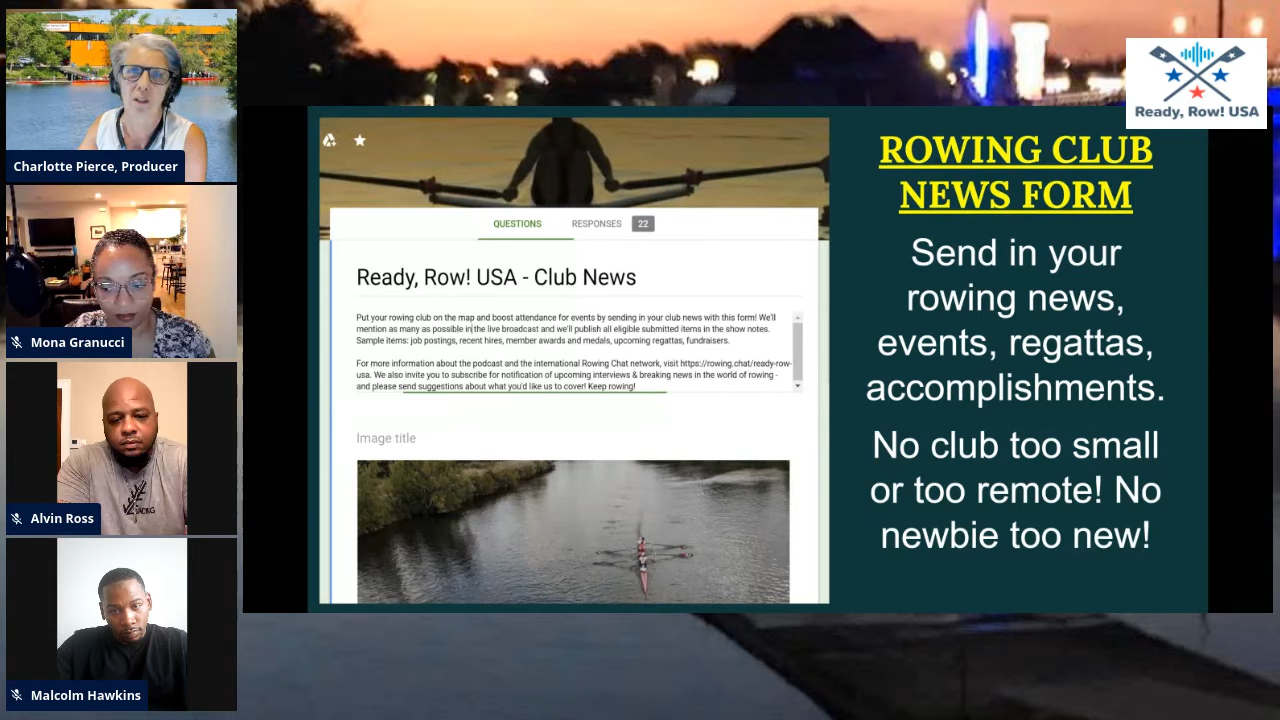 Charlotte Pierce, Producer
Mona Granucci
Alvin Ross
Malcolm Hawkins
QUESTIONS RESPONSES 22
Ready, Row! USA - Club News
Put your rowing club on the map and boost attendance for events by sending in your club news with this form! We'll
mention as many as possible in the live broadcast and we'll publish all eligible submitted items in the show notes.
Sample items: job postings, recent hires, member awards and medals, upcoming regattas, fundraisers.
For more information about the podcast and the international Rowing Chat network, visit https://rowing.chat/ready-row-
usa. We also invite you to subscribe for notification of upcoming interviews & breaking news in the world of rowing -
and please send suggestions about what you'd like us to cover! Keep rowing!
Image title
Ready, Row! USA
ROWING CLUB
NEWS FORM
Send in your
rowing news,
events, regattas,
accomplishments.
No club too small
or too remote! No
newbie too new!